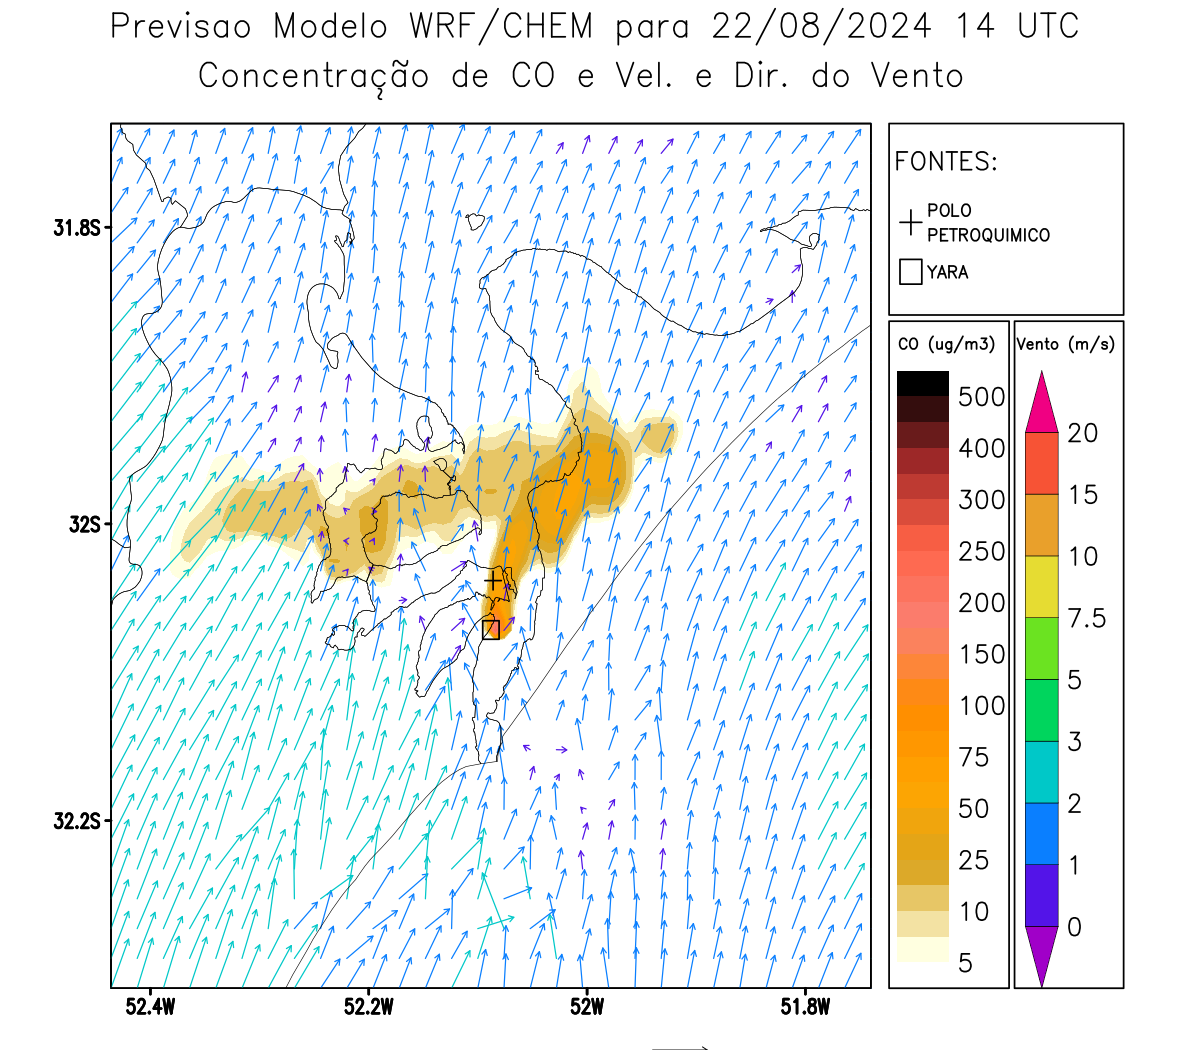 Previsao Modelo WRF/CHEM para 22/08/2024 14 UTC
Concentração de CO e Vel. e Dir. do Vento
FONTES:
POLO
PETROQUIMICO
YARA
CO (ug/m3)
500
400
300
250
200
150
100
75
50
25
10
5
Vento (m/s)
20
15
10
7.5
5
3
2
1
0
31.8S
32S
32.2S
52.4W
52.2W
52W
51.8W